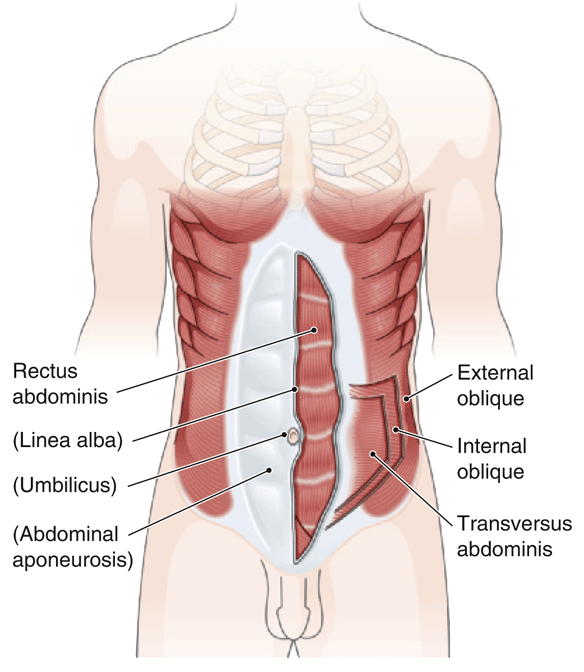 Rectus
abdominis
(Linea alba)
(Umbilicus)
(Abdominal
aponeurosis)
External
oblique
Internal
oblique
Transversus
abdominis